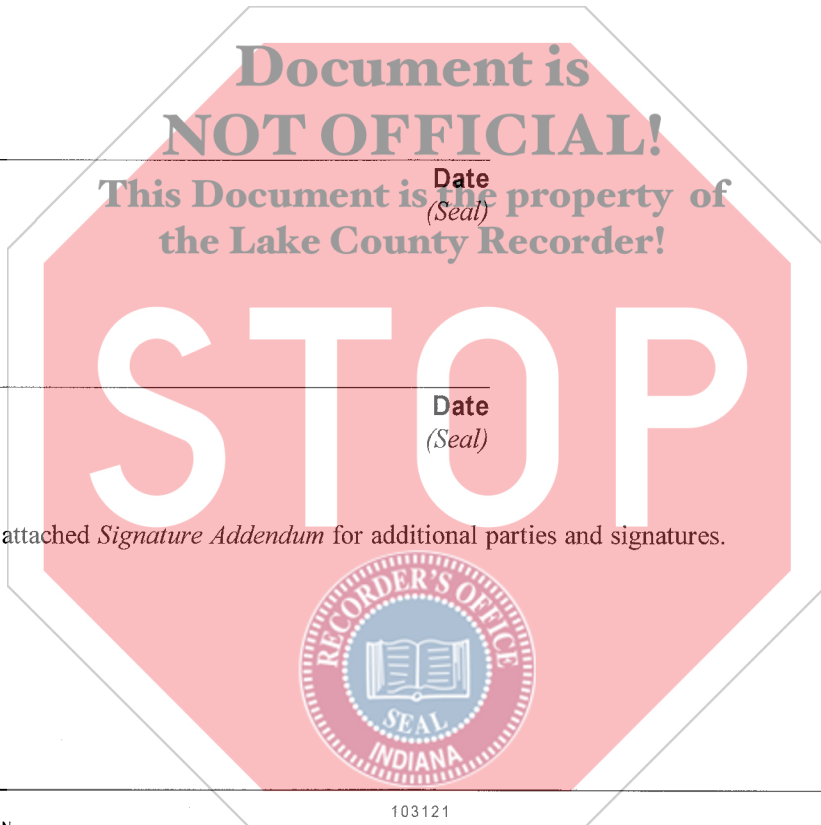 Document is
NOT OFFICIAL!
Date
This Document is the property of
(Seal)
the Lake County Recorder!
STOP
Date
(Seal)
attached Signature Addendum for additional parties and signatures.
RECORDER'S OFFICE
SEAL
INDIANA
103121